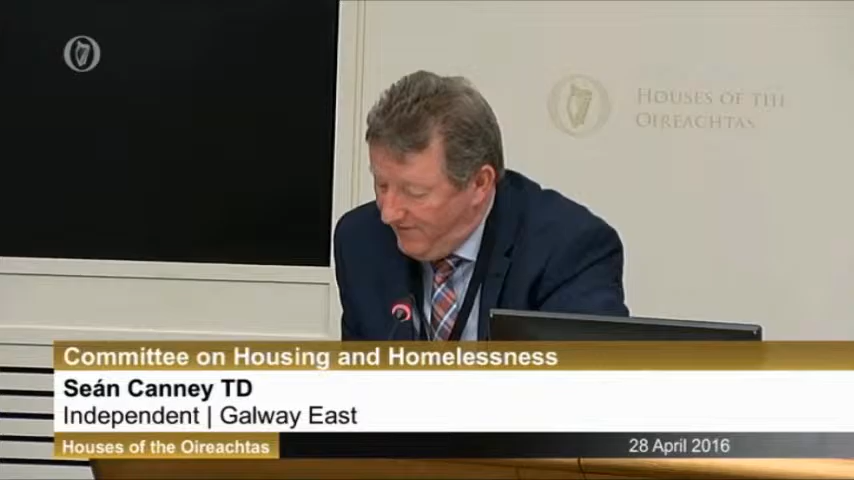 HOUSES OF THE
OIREACHTAS
Committee on Housing and Homelessness
Seán Canney TD
Independent | Galway East
Houses of the Oireachtas
28 April 2016